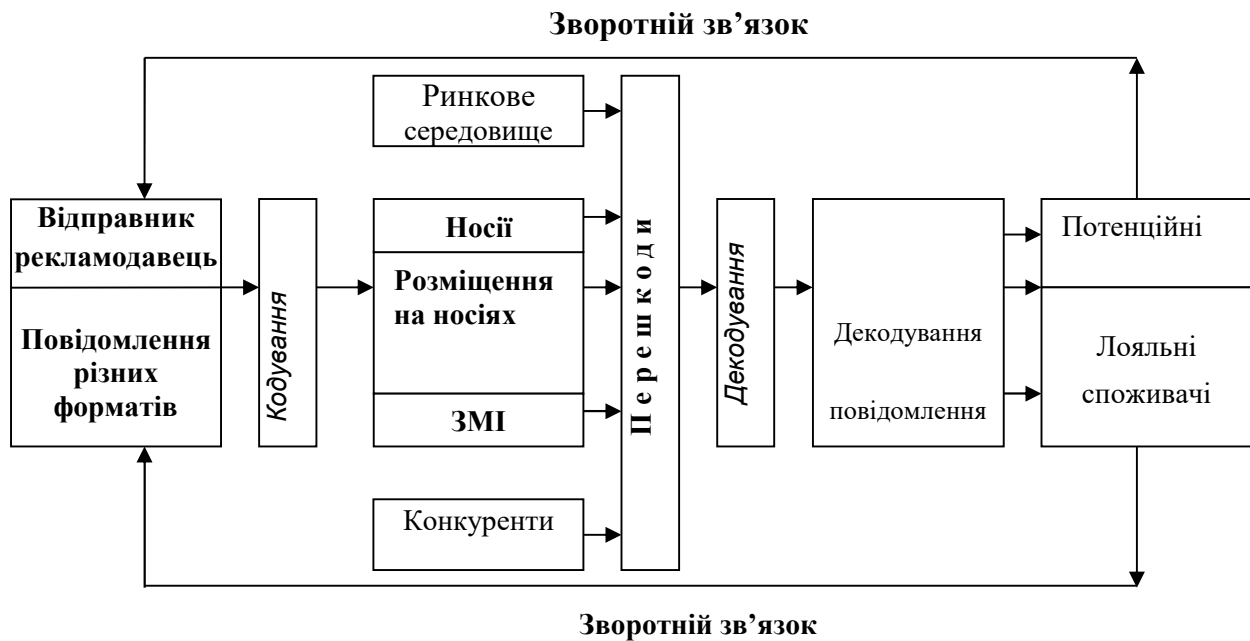 Зворотній зв’язок
Ринкове
середовище
Відправник
рекламодавець
Повідомлення
різних
форматів
Кодування
Носії
Розміщення
на носіях
ЗМІ
Конкуренти
П е р е ш к о д и
Декодування
Декодування
повідомлення
Потенційні
Лояльні
споживачі
Зворотній зв’язок